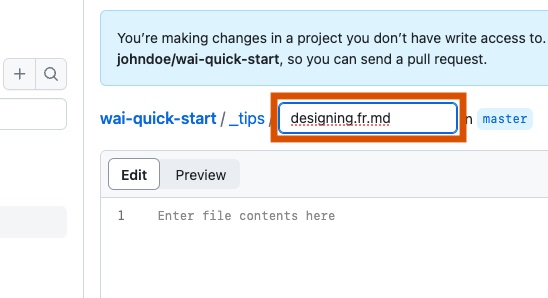 You're making changes in a project you don't have write access to.
johndoe/wai-quick-start, so you can send a pull request.
wai-quick-start / _tips / designing.fr.md in master
Edit Preview
1 Enter file contents here